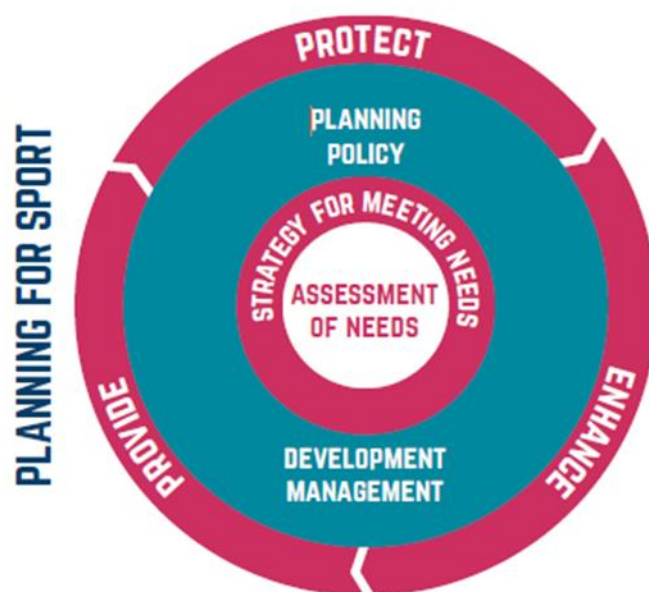 PLANNING FOR SPORT
PROTECT
PLANNING
POLICY
STRATEGY FOR MEETING NEEDS
ASSESSMENT
OF NEEDS
PROVIDE
ENHANCE
DEVELOPMENT
MANAGEMENT